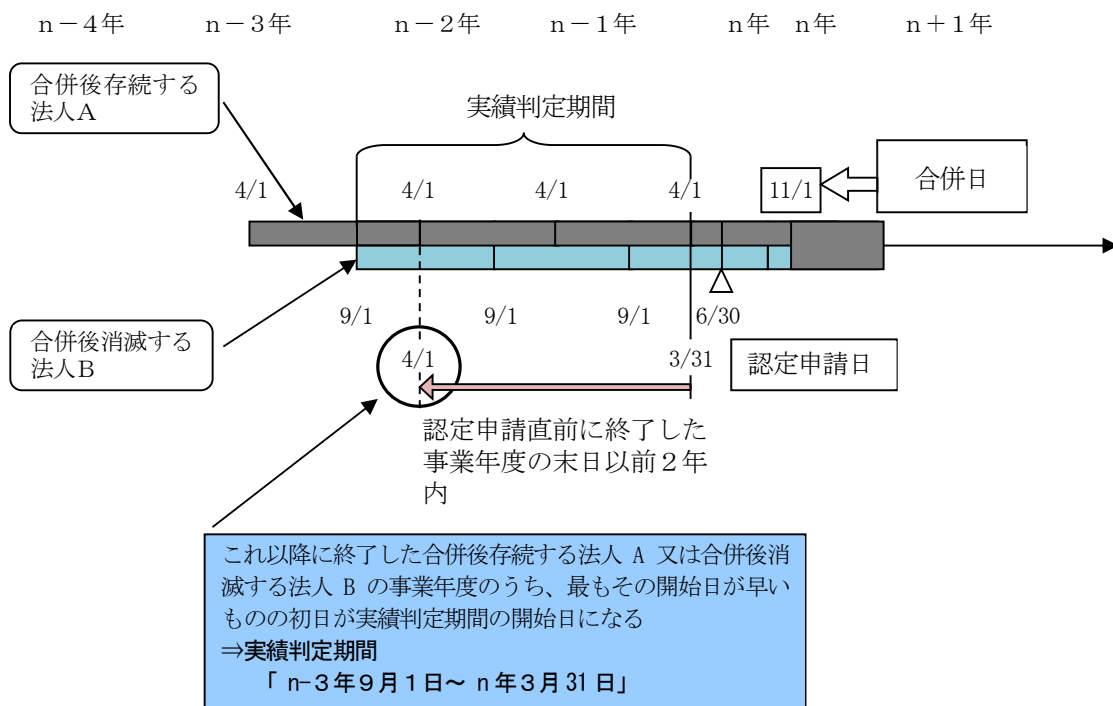 n－4年 n－3年 n－2年 n－1年 n年 n年 n＋1年
合併後存続する
法人Ａ
実績判定期間
4/1 4/1 4/1 4/1 11/1 合併日
9/1 9/1 9/1 6/30
合併後消滅する
法人Ｂ
4/1 3/31 認定申請日
認定申請直前に終了した
事業年度の末日以前２年
内
これ以降に終了した合併後存続する法人 A 又は合併後消
滅する法人 B の事業年度のうち、最もその開始日が早い
ものの初日が実績判定期間の開始日になる
⇒実績判定期間
「 n-３年９月１日～ n 年３月 31 日」